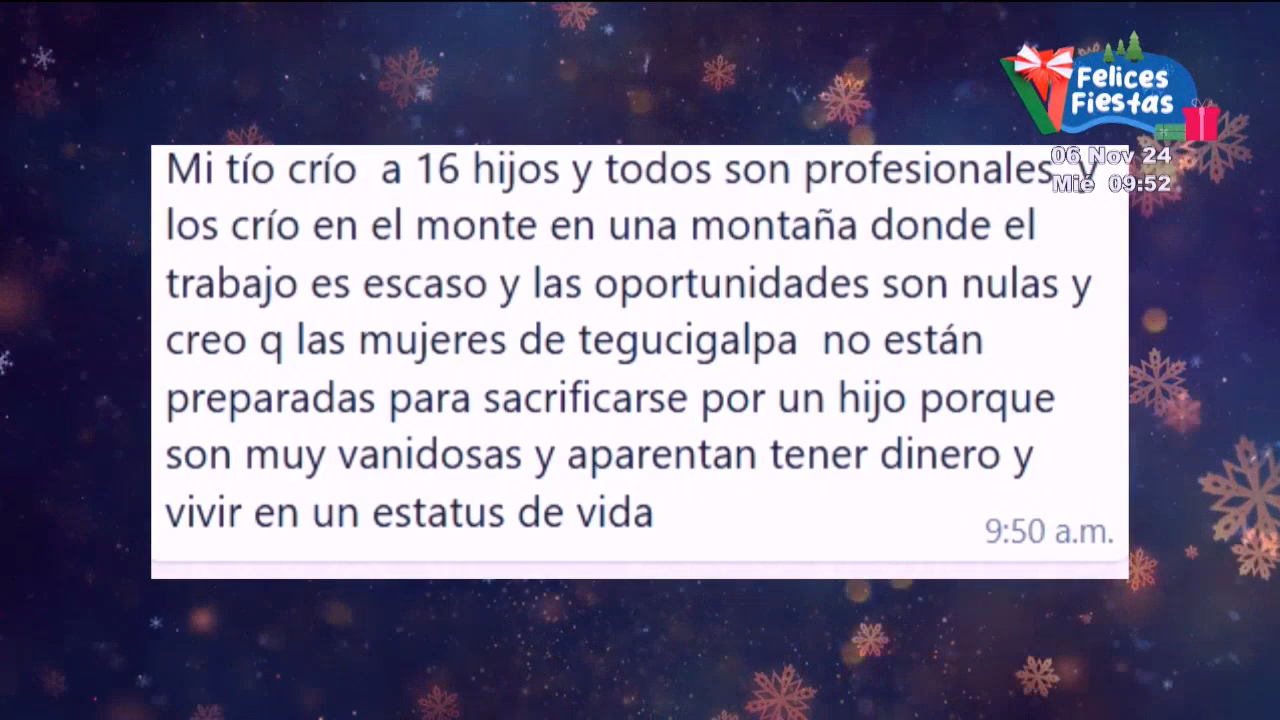 Felices
Fiestas
06 Nov 24
Mié 09:52
Mi tío crío a 16 hijos y todos son profesionales y
los crío en el monte en una montaña donde el
trabajo es escaso y las oportunidades son nulas y
creo q las mujeres de tegucigalpa no están
preparadas para sacrificarse por un hijo porque
son muy vanidosas y aparentan tener dinero y
vivir en un estatus de vida
9:50 a.m.